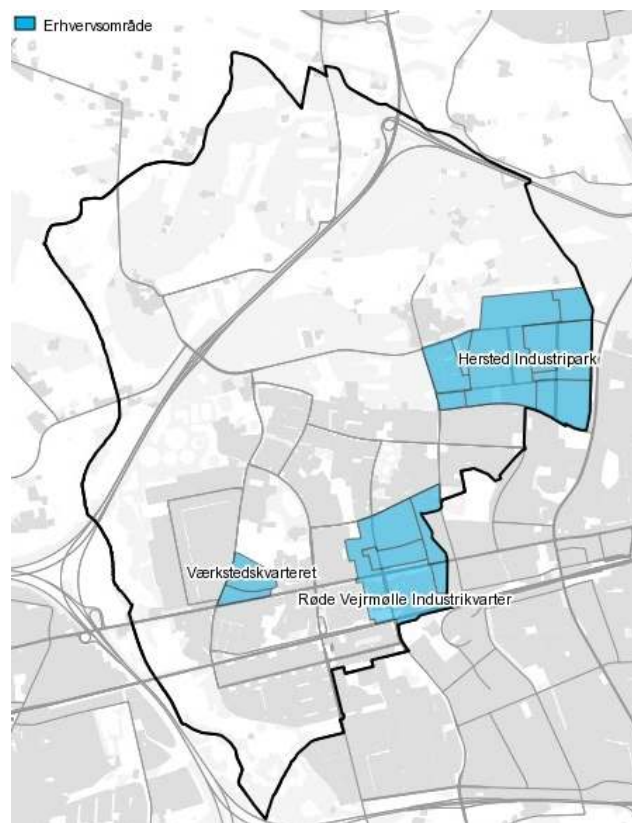 Erhvervsområde
Hersted Industripark
Værkstedskvarteret
Røde Vejrmølle Industrikvarter